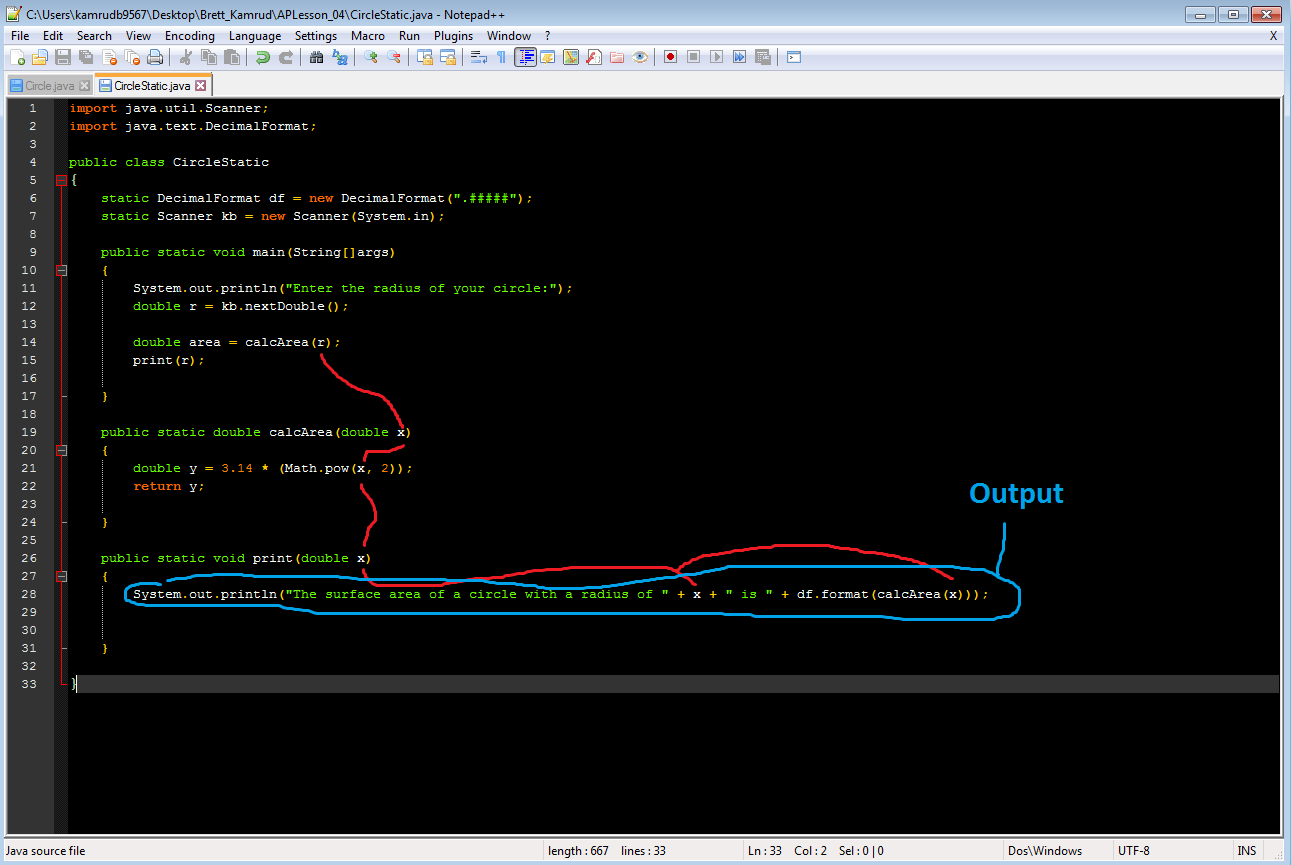 C:\Users\kamrudb9567\Desktop\Brett_Kamrud\APLesson_04\CircleStatic.java - Notepad++
File Edit Search View Encoding Language Settings Macro Run Plugins Window ? X
Circle.java CircleStatic.java
1 import java.util.Scanner;
2 import java.text.DecimalFormat;
3
4 public class CircleStatic
5 {
6 static DecimalFormat df = new DecimalFormat(".#####");
7 static Scanner kb = new Scanner(System.in);
8
9 public static void main(String[]args)
10 {
11 System.out.println("Enter the radius of your circle:");
12 double r = kb.nextDouble();
13
14 double area = calcArea(r);
15 print(r);
16
17 }
18
19 public static double calcArea(double x)
20 {
21 double y = 3.14 * (Math.pow(x, 2));
22 return y;
23
Output
24 }
25
26 public static void print(double x)
27 {
28 System.out.println("The surface area of a circle with a radius of " + x + " is " + df.format(calcArea(x)));
29
30
31 }
32
33 }
Java source file length : 667 lines : 33 Ln : 33 Col : 2 Sel : 0 | 0 Dos\Windows UTF-8 INS